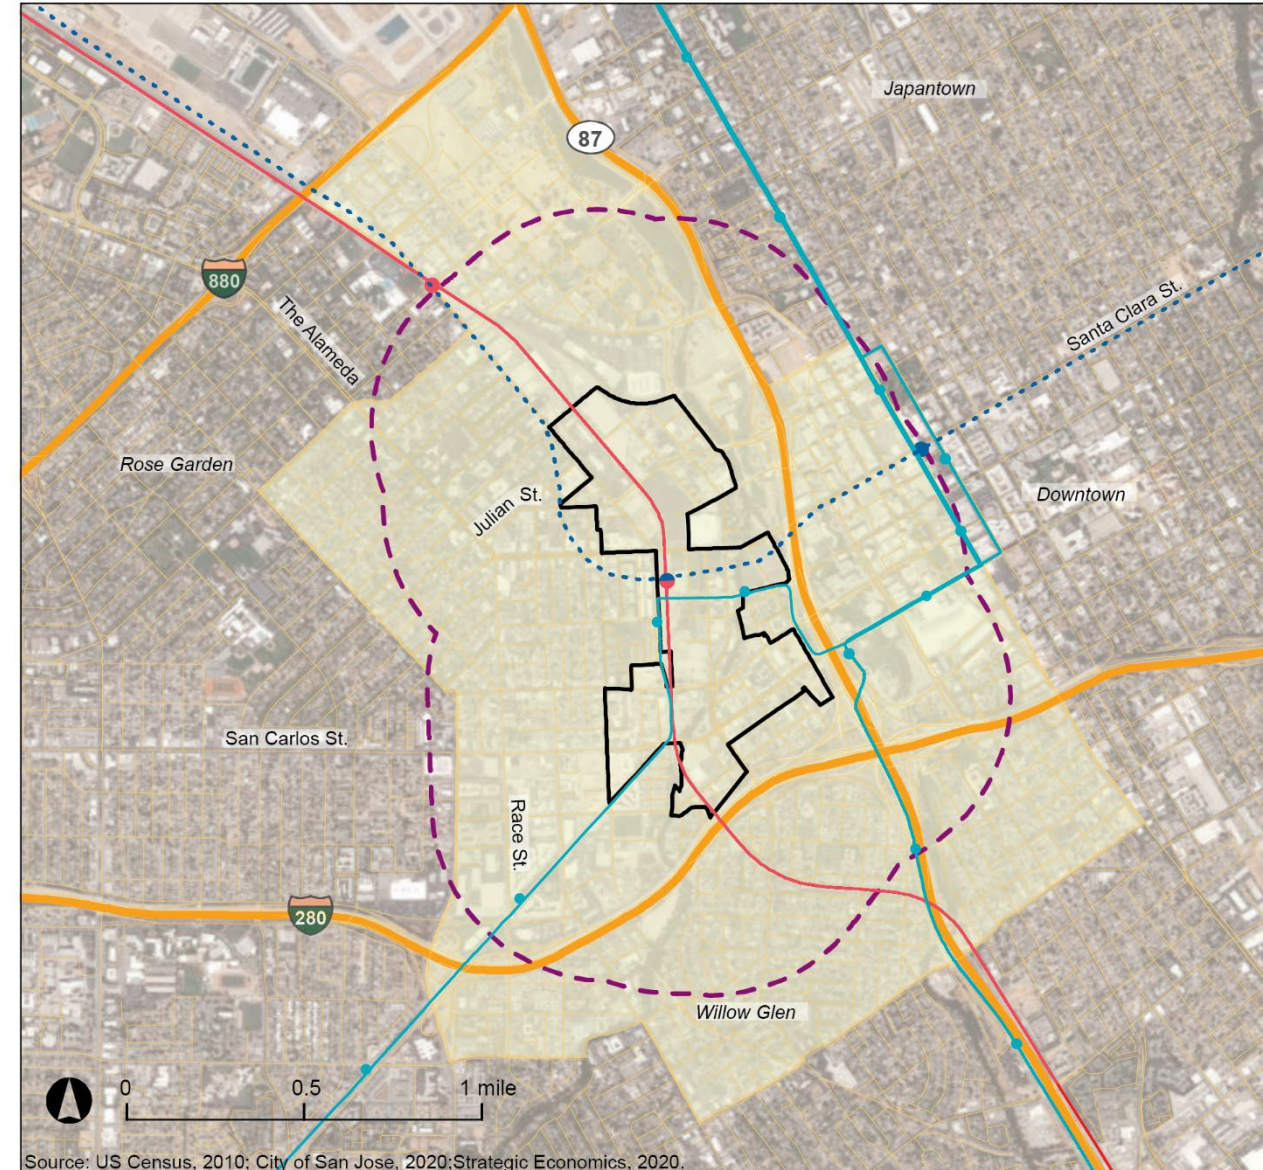 Japantown
87
880
The Alameda
Santa Clara St.
Rose Garden
Downtown
Julian St.
San Carlos St.
Race St.
280
Willow Glen
0 0.5 1 mile
Source: US Census, 2010; City of San Jose, 2020;Strategic Economics, 2020.